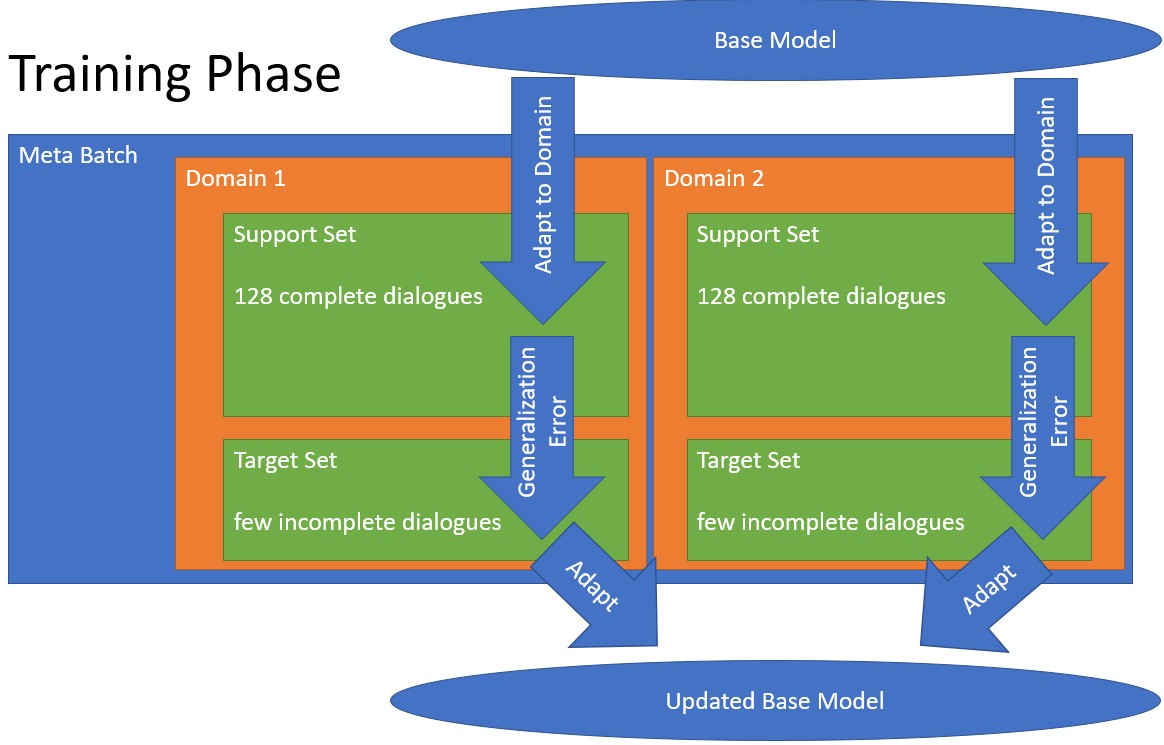 Base Model
Training Phase
Meta Batch
Adapt to Domain
Adapt to Domain
Domain 1
Domain 2
Support Set
128 complete dialogues
Support Set
128 complete dialogues
Generalization
Error
Generalization
Error
Target Set
few incomplete dialogues
Target Set
few incomplete dialogues
Adapt
Adapt
Updated Base Model